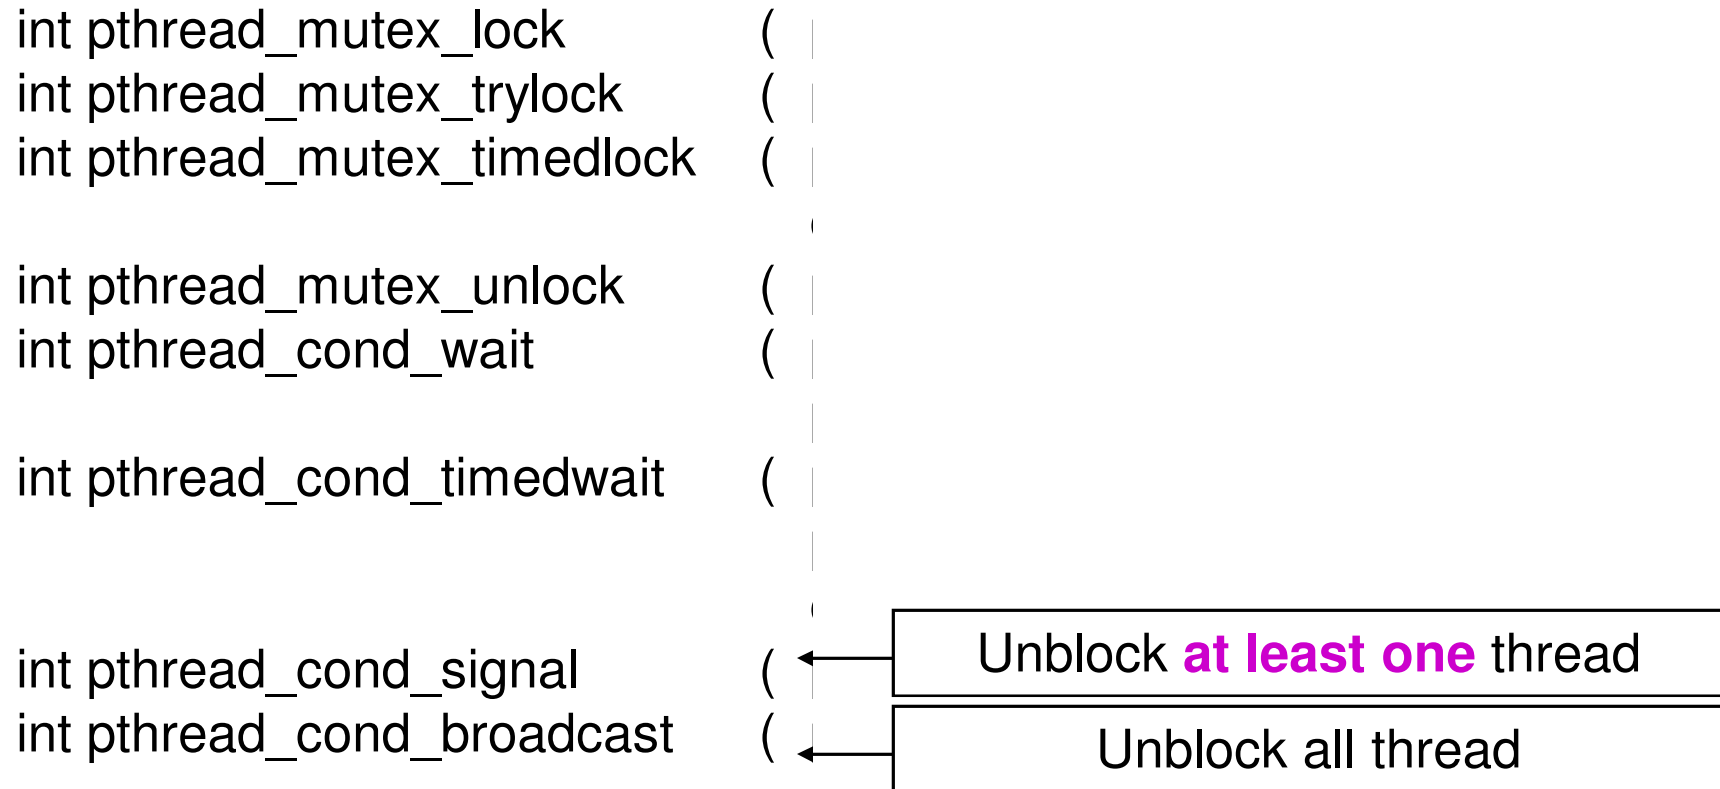 int pthread_mutex_lock (
int pthread_mutex_trylock (
int pthread_mutex_timedlock (
int pthread_mutex_unlock (
int pthread_cond_wait (
int pthread_cond_timedwait (
int pthread_cond_signal (
Unblock at least one thread
int pthread_cond_broadcast (
Unblock all thread